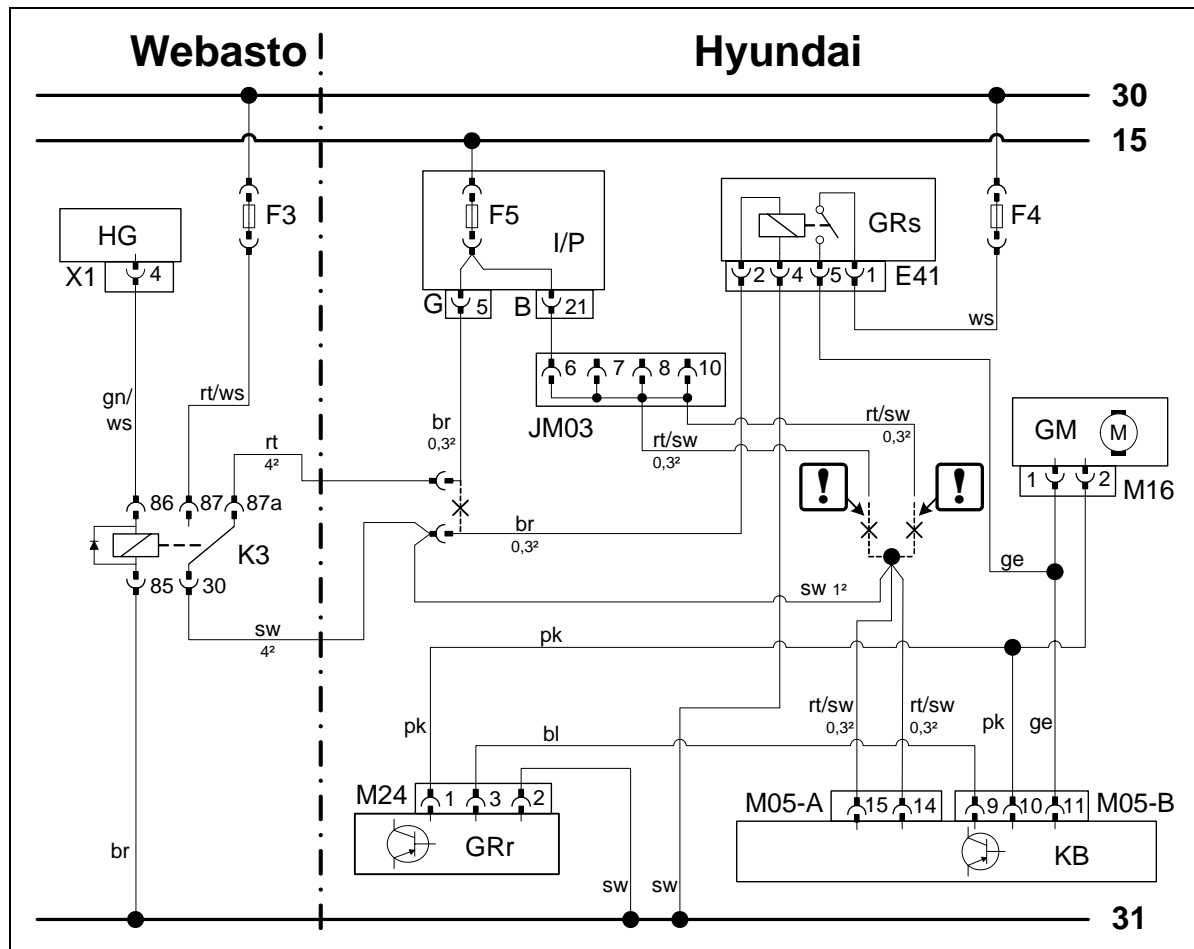 Webasto
Hyundai
30
15
F3
F5
I/P
GRs
F4
HG
X1
4
G
5
B
21
2
4
5
1
E41
ws
6
7
8
10
JM03
gn/
ws
rt/ws
rt
4²
br
0,3²
rt/sw
0,3²
rt/sw
0,3²
GM
M
1
2
M16
!
!
86
87
87a
K3
85
30
br
0,3²
ge
sw 1²
sw
4²
pk
pk
bl
rt/sw
0,3²
rt/sw
0,3²
pk
ge
M24
1
3
2
GRr
M05-A
15
14
9
10
11
M05-B
KB
br
sw
sw
31